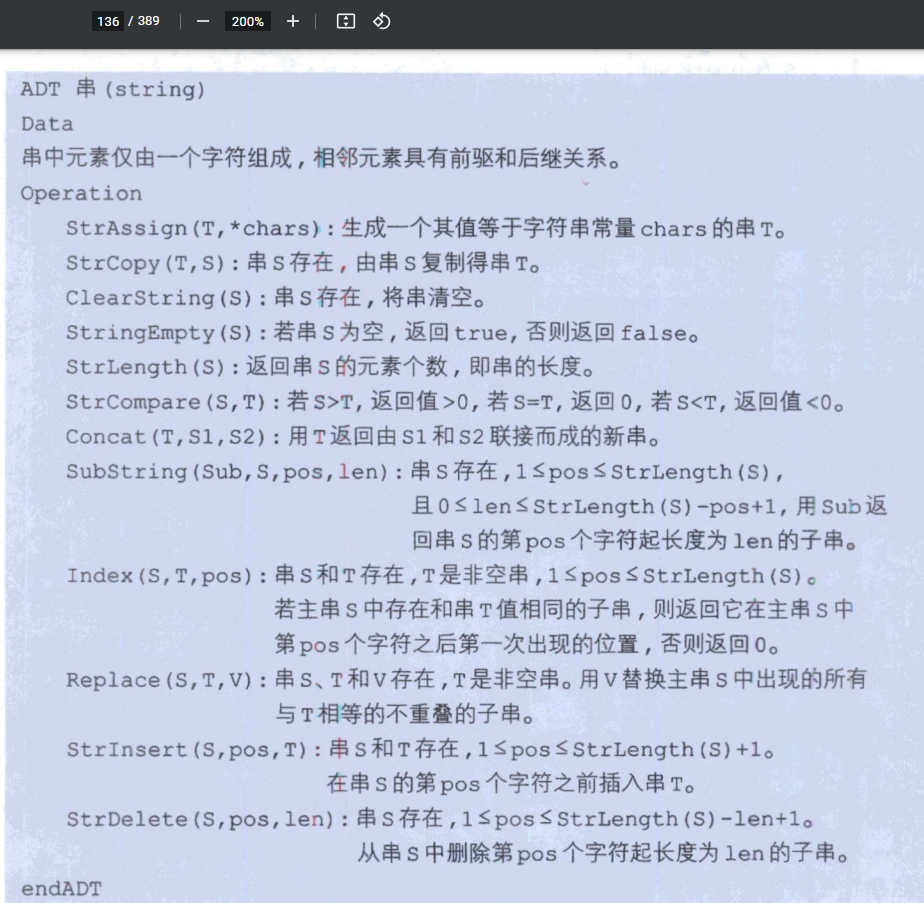 136 / 389 200%
ADT 串(string)
Data
串中元素仅由一个字符组成,相邻元素具有前驱和后继关系。
Operation
StrAssign(T,*chars):生成一个其值等于字符串常量chars的串T。
StrCopy(T,S):串S存在,由串S复制得串T。
ClearString(S):串S存在,将串清空。
StringEmpty(S):若串S为空,返回true,否则返回false。
StrLength(S):返回串S的元素个数,即串的长度。
StrCompare(S,T):若S>T,返回值>0,若S=T,返回0,若S<T,返回值<0。
Concat(T,S1,S2):用T返回由S1和S2联接而成的新串。
SubString(Sub,S,pos,len):串S存在,1≤pos≤StrLength(S),
且0≤len≤StrLength(S)-pos+1,用Sub返
回串S的第pos个字符起长度为len的子串。
Index(S,T,pos):串S和T存在,T是非空串,1≤pos≤StrLength(S)。
若主串S中存在和串T值相同的子串,则返回它在主串S中
第pos个字符之后第一次出现的位置,否则返回0。
Replace(S,T,V):串S、T和V存在,T是非空串。用V替换主串S中出现的所有
与T相等的不重叠的子串。
StrInsert(S,pos,T):串S和T存在,1≤pos≤StrLength(S)+1。
在串S的第pos个字符之前插入串T。
StrDelete(S,pos,len):串S存在,1≤pos≤StrLength(S)-len+1。
从串S中删除第pos个字符起长度为len的子串。
endADT